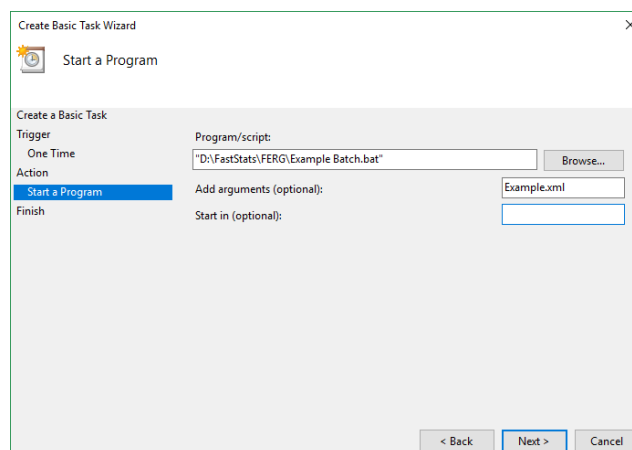 Create Basic Task Wizard
Start a Program
Create a Basic Task
Trigger
One Time
Action
Start a Program
Finish
Program/script:
"D:\FastStats\FERG\Example Batch.bat"
Browse...
Add arguments (optional):
Example.xml
Start in (optional):
< Back
Next >
Cancel